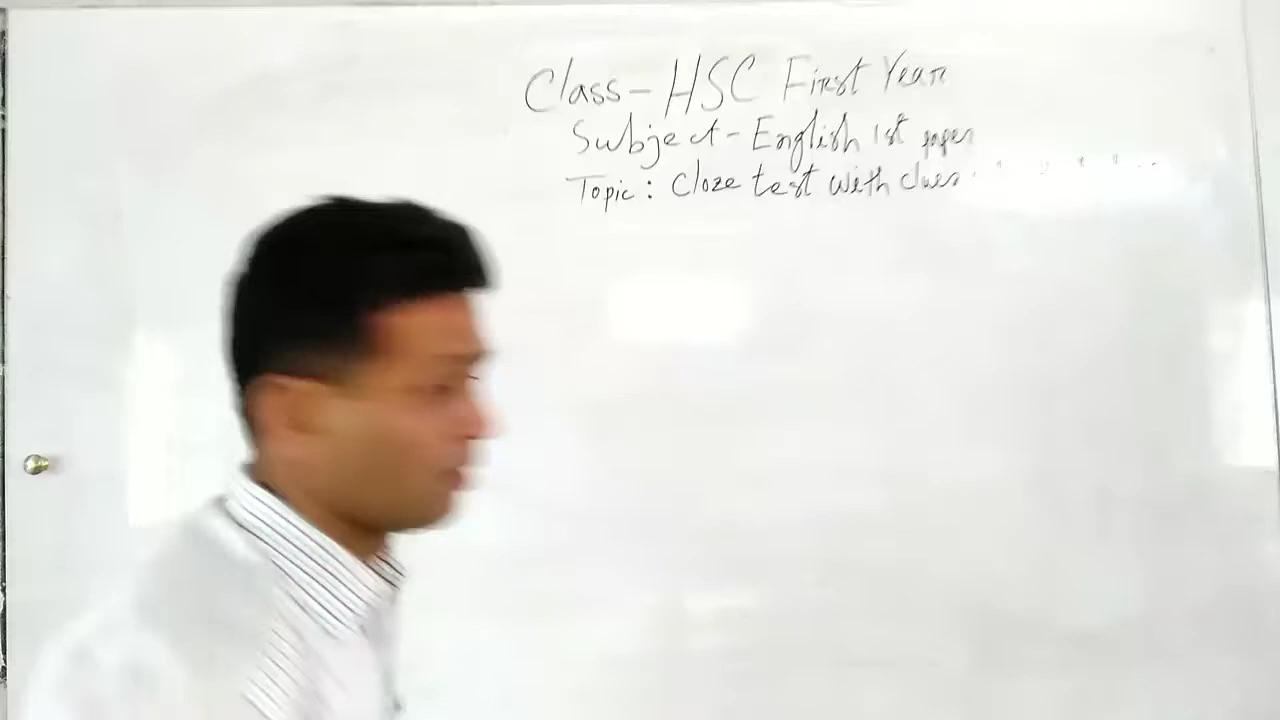 Class - HSC First Year
Subject - English 1st paper
Topic : Cloze test with clues